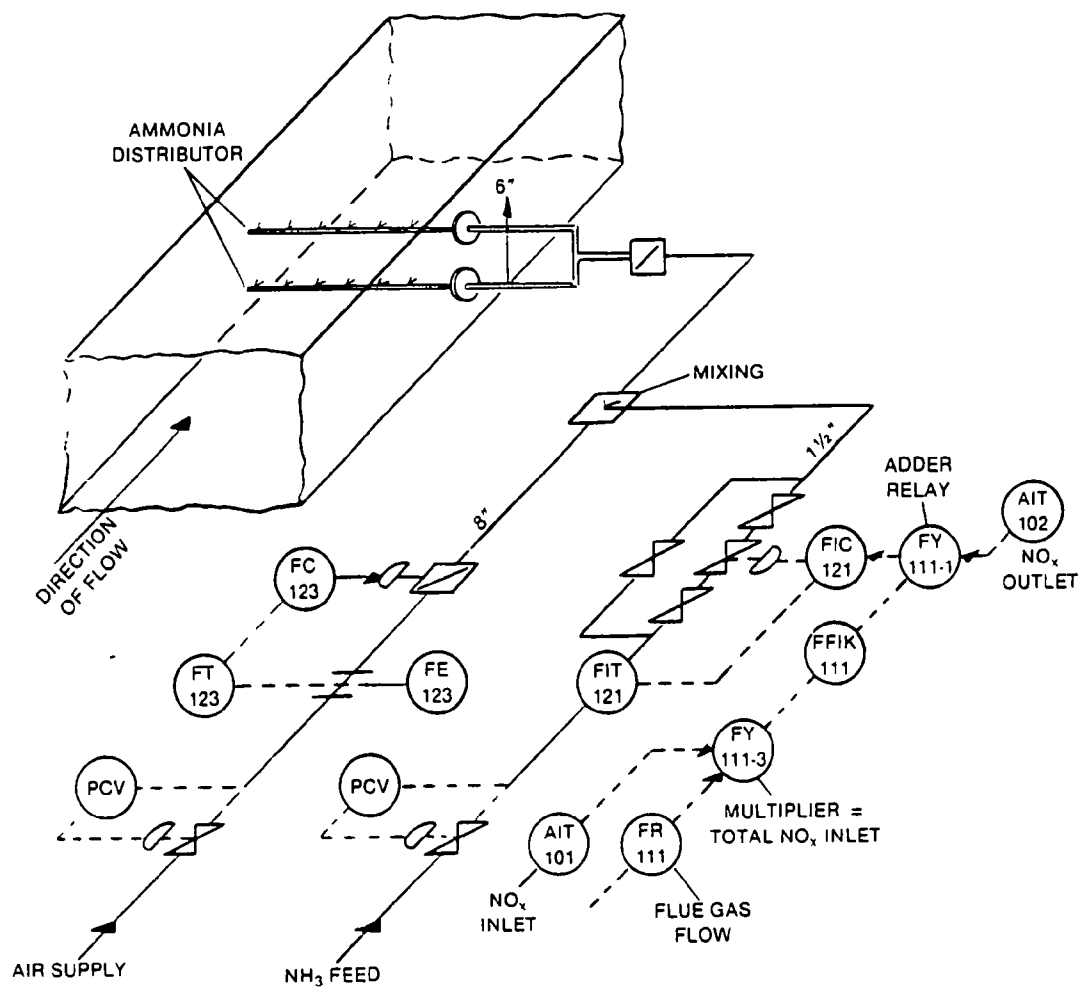 AMMONIA
DISTRIBUTOR
6"
MIXING
1½"
ADDER
RELAY
AIT
102
NOₓ
OUTLET
8"
FC
123
FIC
121
FY
111-1
DIRECTION
OF FLOW
FT
123
FE
123
FIT
121
FFIK
111
FY
111-3
PCV
PCV
MULTIPLIER =
TOTAL NOₓ INLET
AIT
101
FR
111
NOₓ
INLET
FLUE GAS
FLOW
AIR SUPPLY
NH₃ FEED